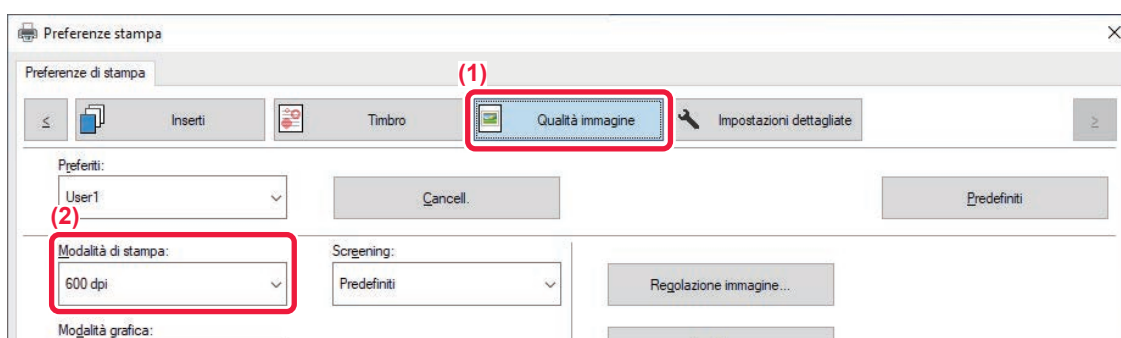 Preferenze stampa
Preferenze di stampa
(1)
<
Inserti
Timbro
Qualità immagine
Impostazioni dettagliate
>
Preferiti:
User1
Cancell.
Predefiniti
(2)
Modalità di stampa:
Screening:
600 dpi
Predefiniti
Regolazione immagine...
Modalità grafica: